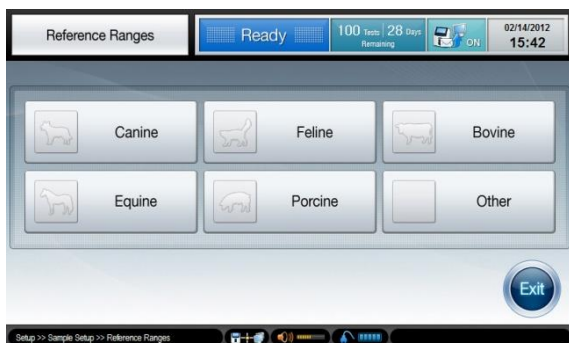 Reference Ranges
Ready
100 Tests 28 Days
Remaining
ON
02/14/2012
15:42
Canine
Feline
Bovine
Equine
Porcine
Other
Exit
Setup >> Sample Setup >> Reference Ranges